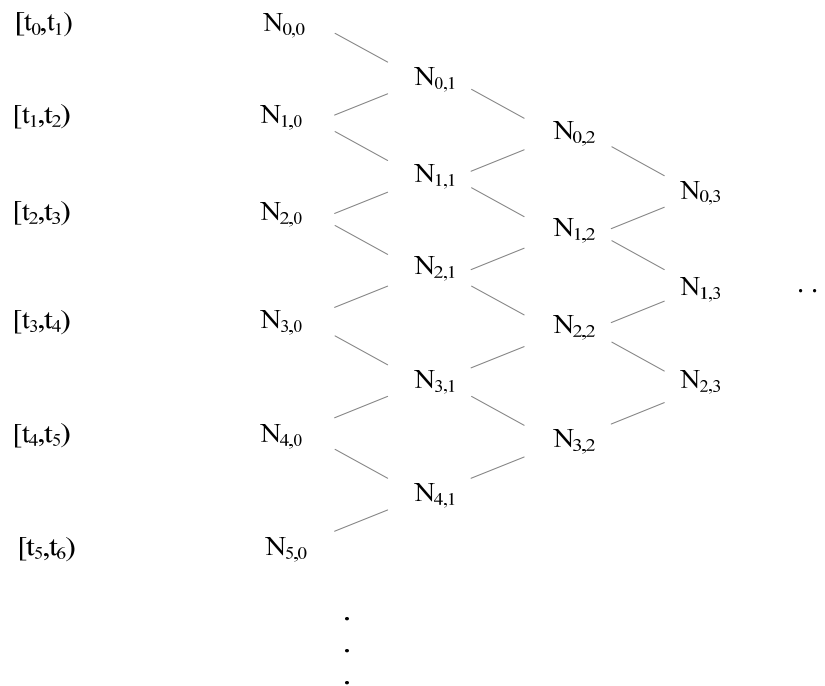 [t₀,t₁) N₀,₀
N₀,₁
[t₁,t₂) N₁,₀ N₀,₂
N₁,₁ N₀,₃
[t₂,t₃) N₂,₀ N₁,₂
N₂,₁ N₁,₃ . .
[t₃,t₄) N₃,₀ N₂,₂
N₃,₁ N₂,₃
[t₄,t₅) N₄,₀ N₃,₂
N₄,₁
[t₅,t₆) N₅,₀
.
.
.